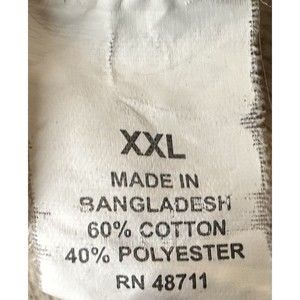 XXL
MADE IN
BANGLADESH
60% COTTON
40% POLYESTER
RN 48711